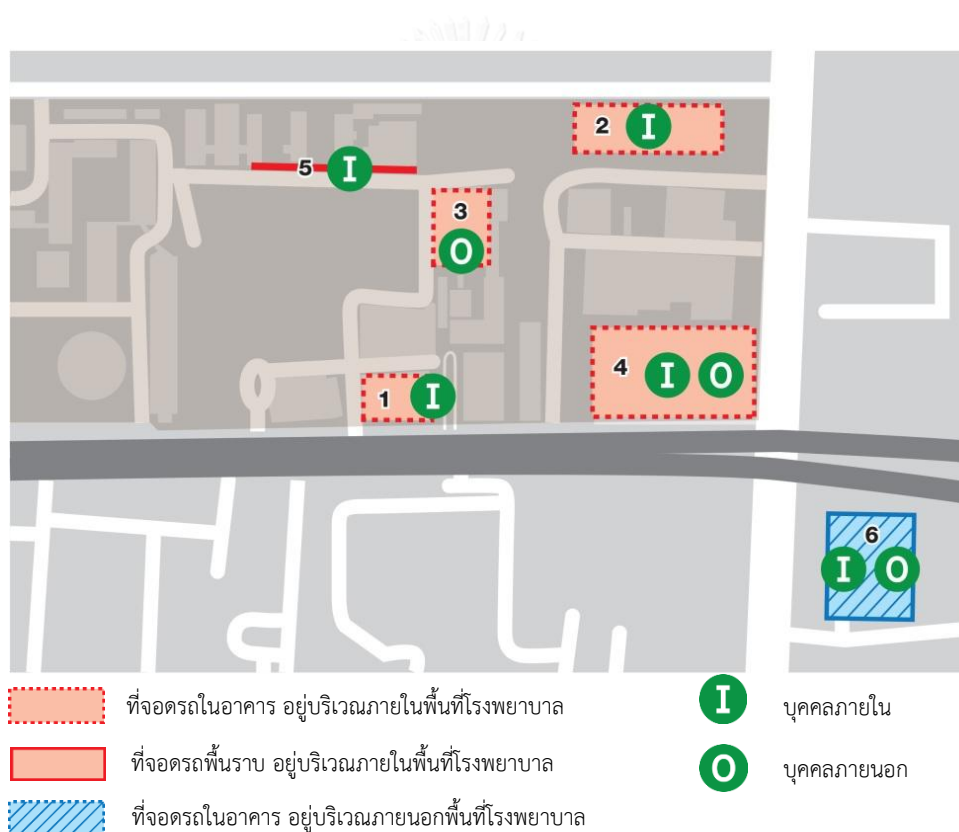 2 I
5 I
3
O
4 I O
1 I
6
I O
ที่จอดรถในอาคาร อยู่บริเวณภายในพื้นที่โรงพยาบาล
I บุคคลภายใน
ที่จอดรถพื้นราบ อยู่บริเวณภายในพื้นที่โรงพยาบาล
O บุคคลภายนอก
ที่จอดรถในอาคาร อยู่บริเวณภายนอกพื้นที่โรงพยาบาล